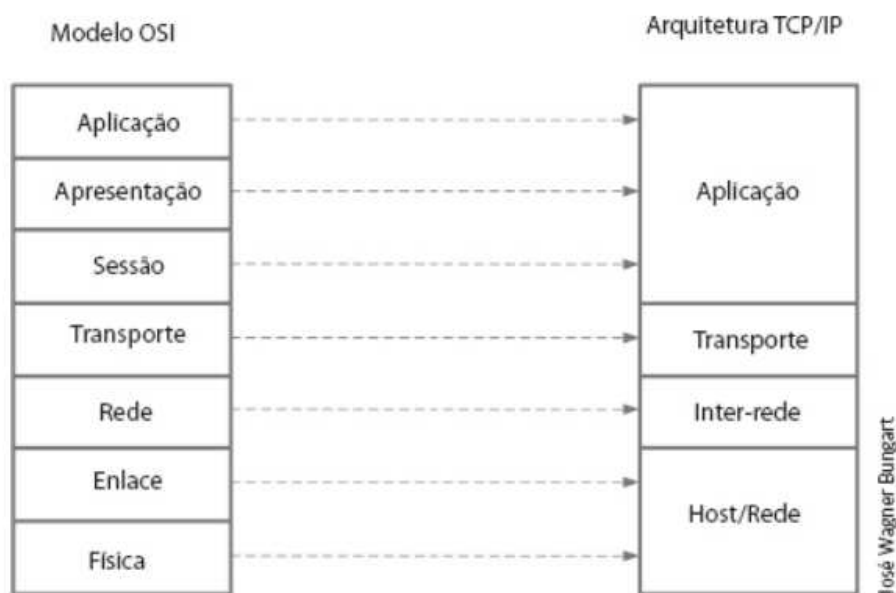 Modelo OSI
Arquitetura TCP/IP
Aplicação
Apresentação
Sessão
Transporte
Rede
Enlace
Física
Aplicação
Transporte
Inter-rede
Host/Rede
José Wagner Bungart